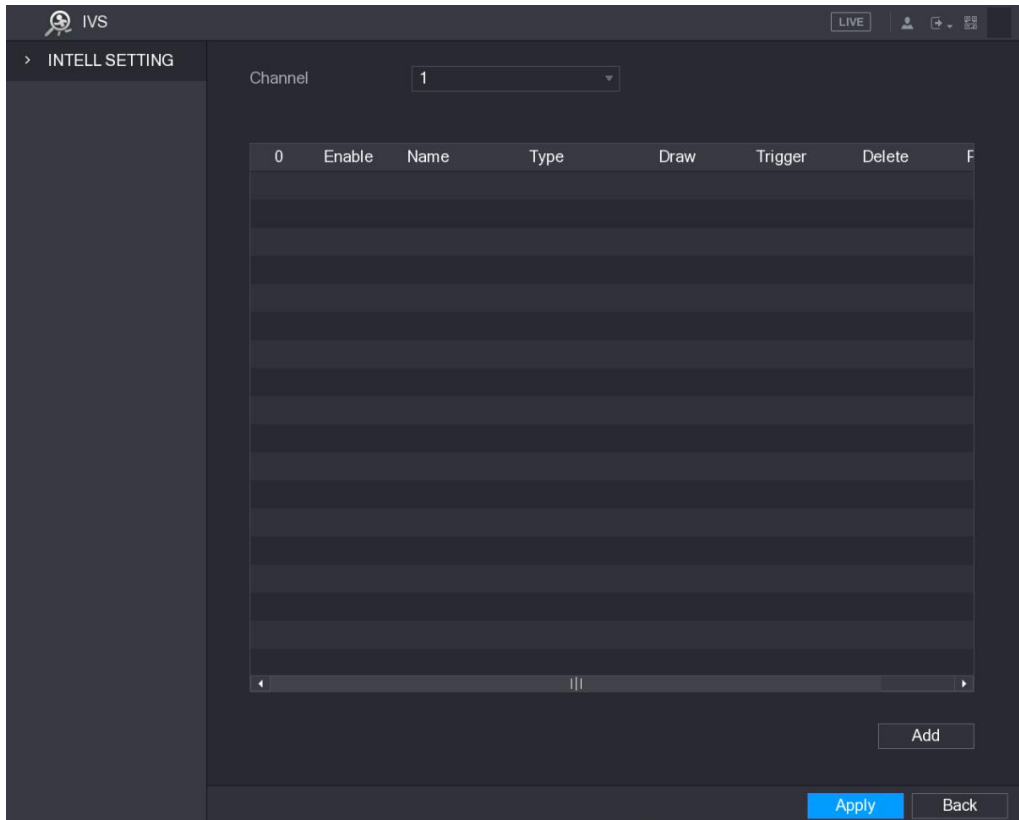 IVS LIVE
INTELL SETTING
Channel 1
0 Enable Name Type Draw Trigger Delete
Add
Apply Back